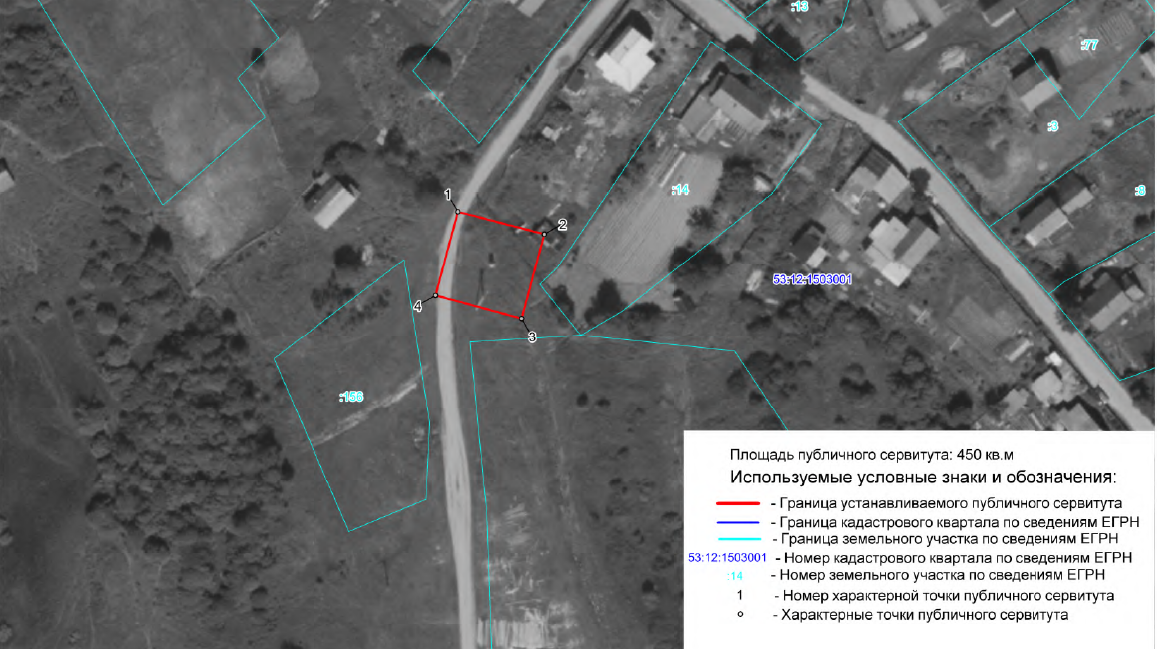 :13
:77
:3
:14
:8
1
2
53:12:1503001
4
3
:156
Площадь публичного сервитута: 450 кв.м
Используемые условные знаки и обозначения:
- Граница устанавливаемого публичного сервитута
- Граница кадастрового квартала по сведениям ЕГРН
- Граница земельного участка по сведениям ЕГРН
53:12:1503001 - Номер кадастрового квартала по сведениям ЕГРН
:14 - Номер земельного участка по сведениям ЕГРН
1 - Номер характерной точки публичного сервитута
- Характерные точки публичного сервитута